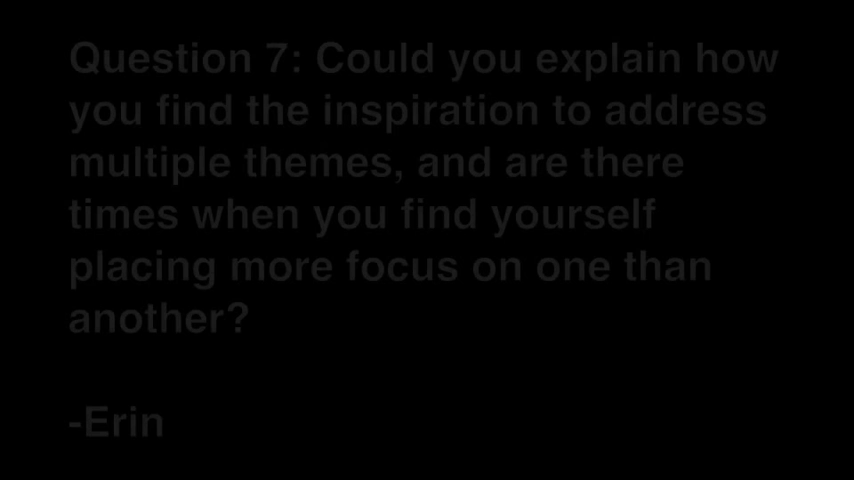 Question 7: Could you explain how
you find the inspiration to address
multiple themes, and are there
times when you find yourself
placing more focus on one than
another?
-Erin